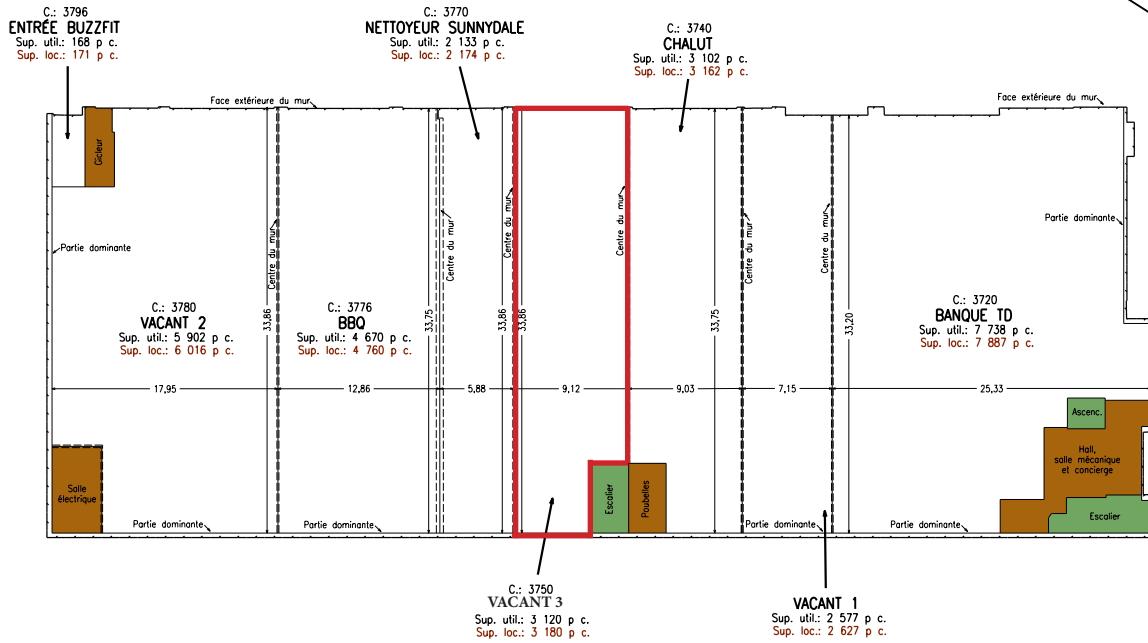 C.: 3796
ENTRÉE BUZZFIT
Sup. util.: 168 p c.
Sup. loc.: 171 p c.
C.: 3770
NETTOYEUR SUNNYDALE
Sup. util.: 2 133 p c.
Sup. loc.: 2 174 p c.
C.: 3740
CHALUT
Sup. util.: 3 102 p c.
Sup. loc.: 3 162 p c.
Face extérieure du mur
Face extérieure du mur
Gicleur
Partie dominante
Centre du mur
Centre du mur
Centre du mur
Centre du mur
Centre du mur
Centre du mur
Partie dominante
C.: 3780
VACANT 2
Sup. util.: 5 902 p c.
Sup. loc.: 6 016 p c.
33,86
C.: 3776
BBQ
Sup. util.: 4 670 p c.
Sup. loc.: 4 760 p c.
33,75
33,86
33,86
33,75
33,20
C.: 3720
BANQUE TD
Sup. util.: 7 738 p c.
Sup. loc.: 7 887 p c.
17,95
12,86
5,88
9,12
9,03
7,15
25,33
Ascenc.
Hall,
salle mécanique
et concierge
Escalier
Salle
électrique
Escalier
Poubelles
Partie dominante
Partie dominante
Partie dominante
Partie dominante
C.: 3750
VACANT 3
Sup. util.: 3 120 p c.
Sup. loc.: 3 180 p c.
VACANT 1
Sup. util.: 2 577 p c.
Sup. loc.: 2 627 p c.